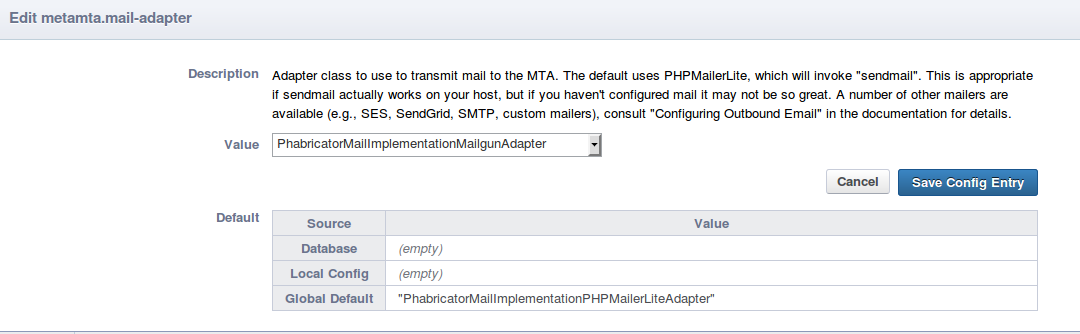 Edit metamta.mail-adapter
Description
Adapter class to use to transmit mail to the MTA. The default uses PHPMailerLite, which will invoke "sendmail". This is appropriate
if sendmail actually works on your host, but if you haven't configured mail it may not be so great. A number of other mailers are
available (e.g., SES, SendGrid, SMTP, custom mailers), consult "Configuring Outbound Email" in the documentation for details.
Value PhabricatorMailImplementationMailgunAdapter
Cancel Save Config Entry
Default
Source Value
Database (empty)
Local Config (empty)
Global Default "PhabricatorMailImplementationPHPMailerLiteAdapter"